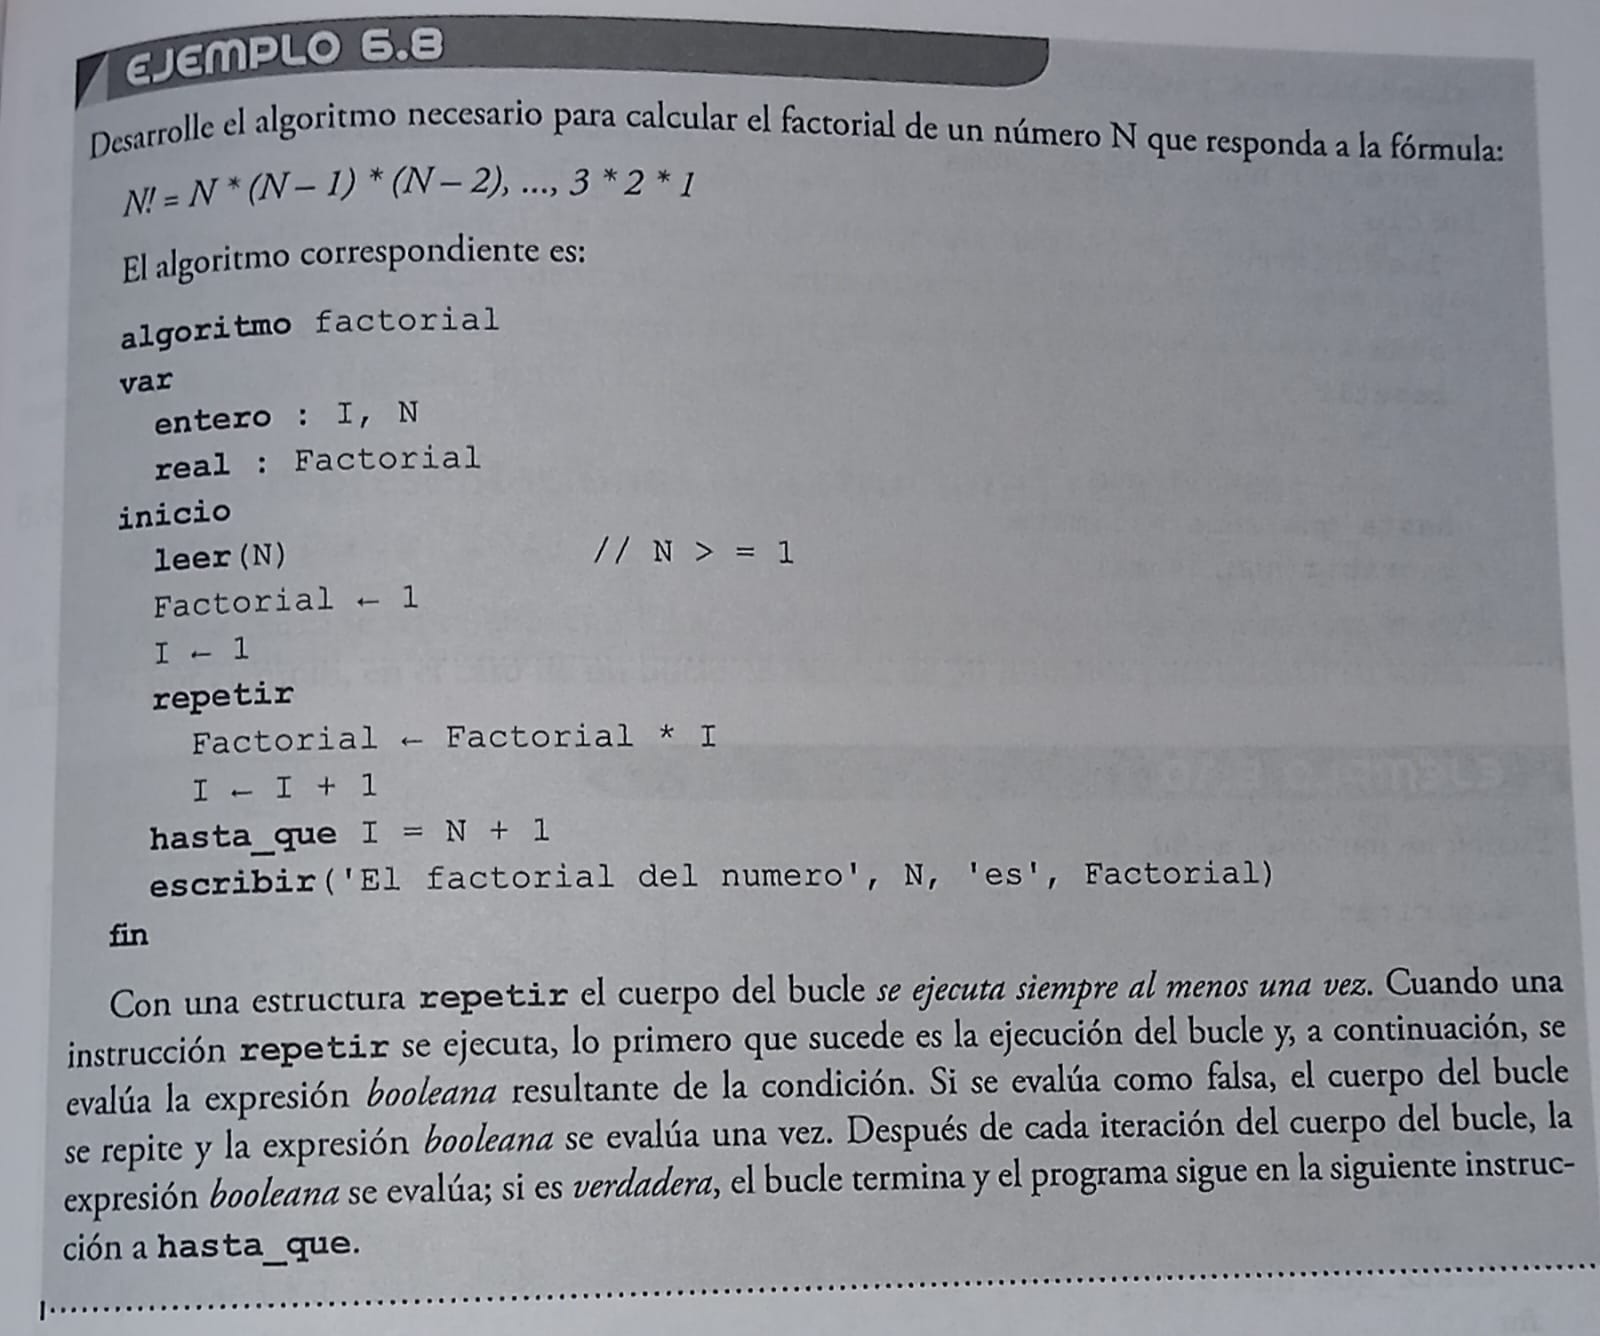 EJEMPLO 6.8
Desarrolle el algoritmo necesario para calcular el factorial de un número N que responda a la fórmula:
N! = N * (N – 1) * (N – 2), ..., 3 * 2 * 1
El algoritmo correspondiente es:
algoritmo factorial
var
entero : I, N
real : Factorial
inicio
leer(N) // N > = 1
Factorial ← 1
I ← 1
repetir
Factorial ← Factorial * I
I ← I + 1
hasta_que I = N + 1
escribir('El factorial del numero', N, 'es', Factorial)
fin
Con una estructura repetir el cuerpo del bucle se ejecuta siempre al menos una vez. Cuando una
instrucción repetir se ejecuta, lo primero que sucede es la ejecución del bucle y, a continuación, se
evalúa la expresión booleana resultante de la condición. Si se evalúa como falsa, el cuerpo del bucle
se repite y la expresión booleana se evalúa una vez. Después de cada iteración del cuerpo del bucle, la
expresión booleana se evalúa; si es verdadera, el bucle termina y el programa sigue en la siguiente instruc-
ción a hasta_que.